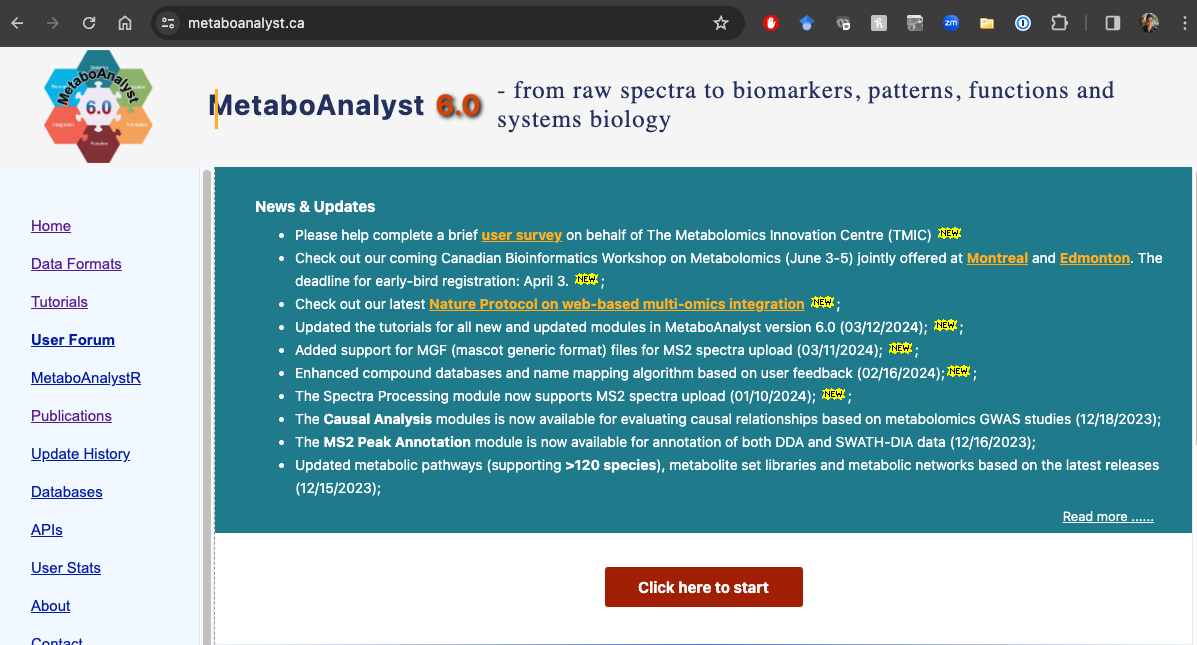 metaboanalyst.ca
zm
MetaboAnalyst
6.0
MetaboAnalyst 6.0
- from raw spectra to biomarkers, patterns, functions and
systems biology
Home
Data Formats
Tutorials
User Forum
MetaboAnalystR
Publications
Update History
Databases
APIs
User Stats
About
Contact
News & Updates
• Please help complete a brief user survey on behalf of The Metabolomics Innovation Centre (TMIC) NEW
• Check out our coming Canadian Bioinformatics Workshop on Metabolomics (June 3-5) jointly offered at Montreal and Edmonton. The
deadline for early-bird registration: April 3. NEW ;
• Check out our latest Nature Protocol on web-based multi-omics integration NEW ;
• Updated the tutorials for all new and updated modules in MetaboAnalyst version 6.0 (03/12/2024); NEW ;
• Added support for MGF (mascot generic format) files for MS2 spectra upload (03/11/2024); NEW ;
• Enhanced compound databases and name mapping algorithm based on user feedback (02/16/2024); NEW ;
• The Spectra Processing module now supports MS2 spectra upload (01/10/2024); NEW ;
• The Causal Analysis modules is now available for evaluating causal relationships based on metabolomics GWAS studies (12/18/2023);
• The MS2 Peak Annotation module is now available for annotation of both DDA and SWATH-DIA data (12/16/2023);
• Updated metabolic pathways (supporting >120 species), metabolite set libraries and metabolic networks based on the latest releases
(12/15/2023);
Read more ......
Click here to start